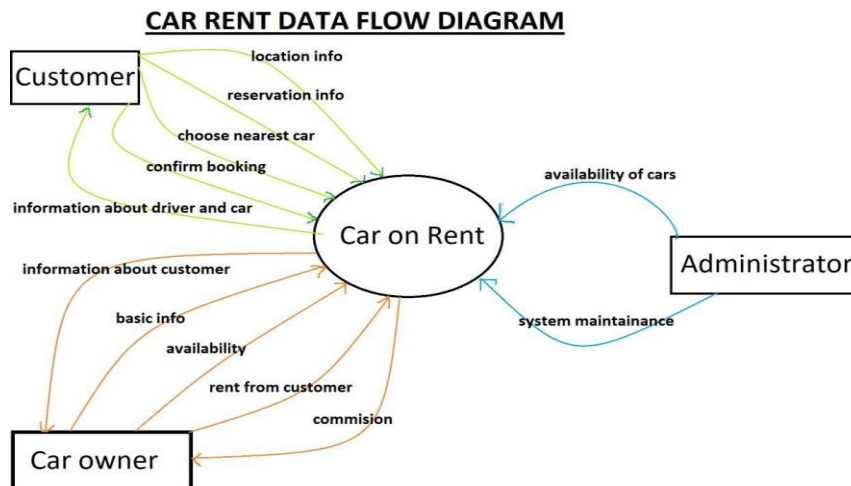 CAR RENT DATA FLOW DIAGRAM
Customer
location info
reservation info
choose nearest car
confirm booking
information about driver and car
availability of cars
Car on Rent
Administrator
information about customer
basic info
system maintainance
availability
rent from customer
commision
Car owner